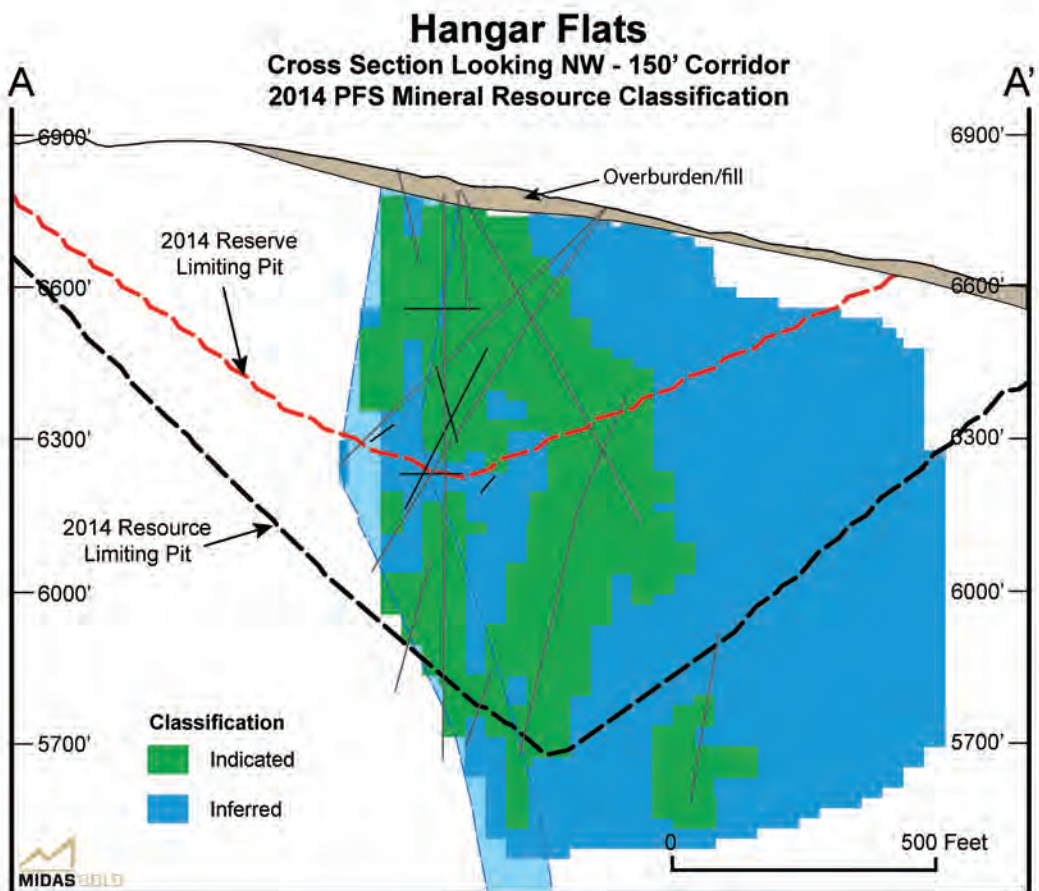 Hangar Flats
Cross Section Looking NW - 150' Corridor
2014 PFS Mineral Resource Classification
A
A'
6900'
6900'
Overburden/fill
2014 Reserve
Limiting Pit
6600'
6600'
6300'
6300'
2014 Resource
Limiting Pit
6000'
6000'
Classification
5700'
5700'
Indicated
Inferred
0
500 Feet
MIDAS GOLD